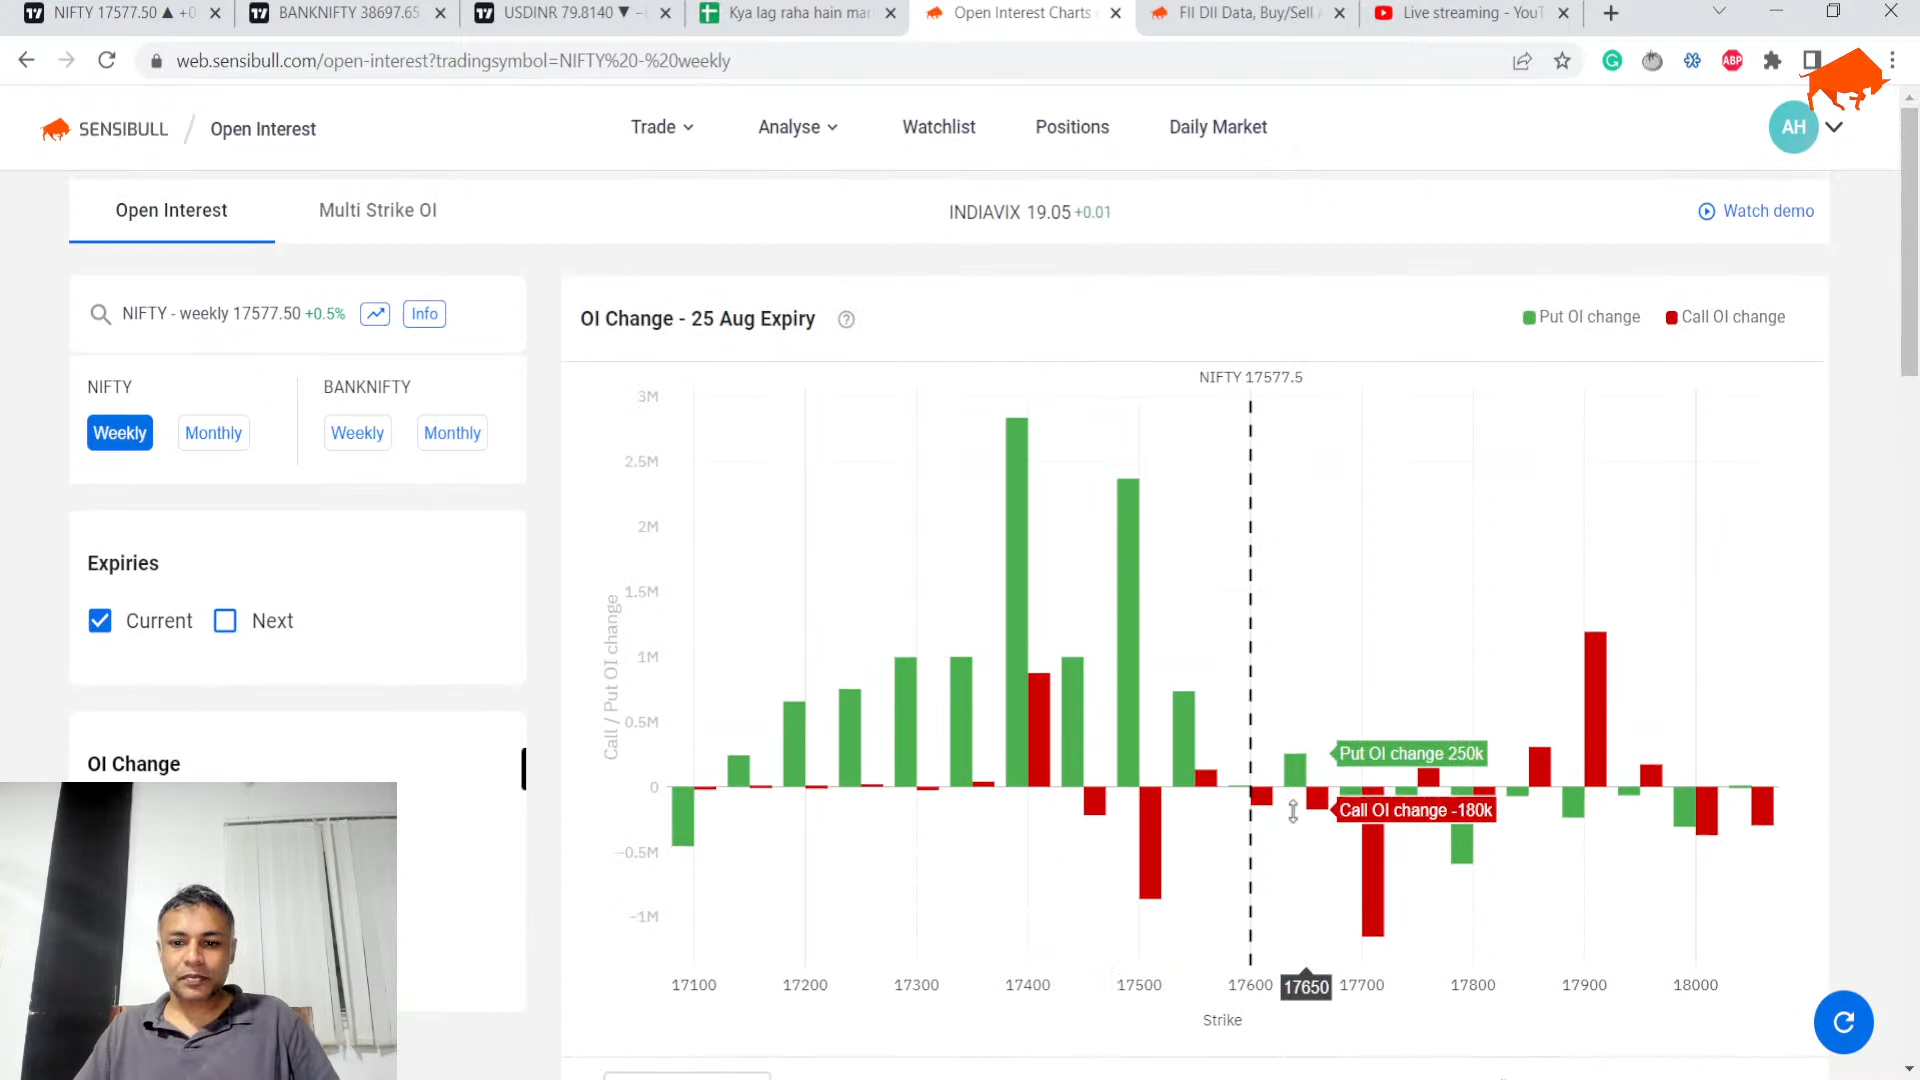 NIFTY 17577.50 ▲ +0
BANKNIFTY 38697.65
USDINR 79.8140 ▼ −
Kya lag raha hain mar
Open Interest Charts
FII DII Data, Buy/Sell
Live streaming - YouT
web.sensibull.com/open-interest?tradingsymbol=NIFTY%20-%20weekly
ABP
SENSIBULL / Open Interest
Trade
Analyse
Watchlist
Positions
Daily Market
AH
Open Interest
Multi Strike OI
INDIAVIX 19.05 +0.01
Watch demo
NIFTY - weekly 17577.50 +0.5%
Info
NIFTY
BANKNIFTY
Weekly
Monthly
Weekly
Monthly
Expiries
Current
Next
OI Change
OI Change - 25 Aug Expiry
Put OI change
Call OI change
NIFTY 17577.5
3M
2.5M
2M
1.5M
1M
0.5M
0
−0.5M
−1M
Call / Put OI change
Put OI change 250k
Call OI change -180k
17100
17200
17300
17400
17500
17600
17650
17700
17800
17900
18000
Strike